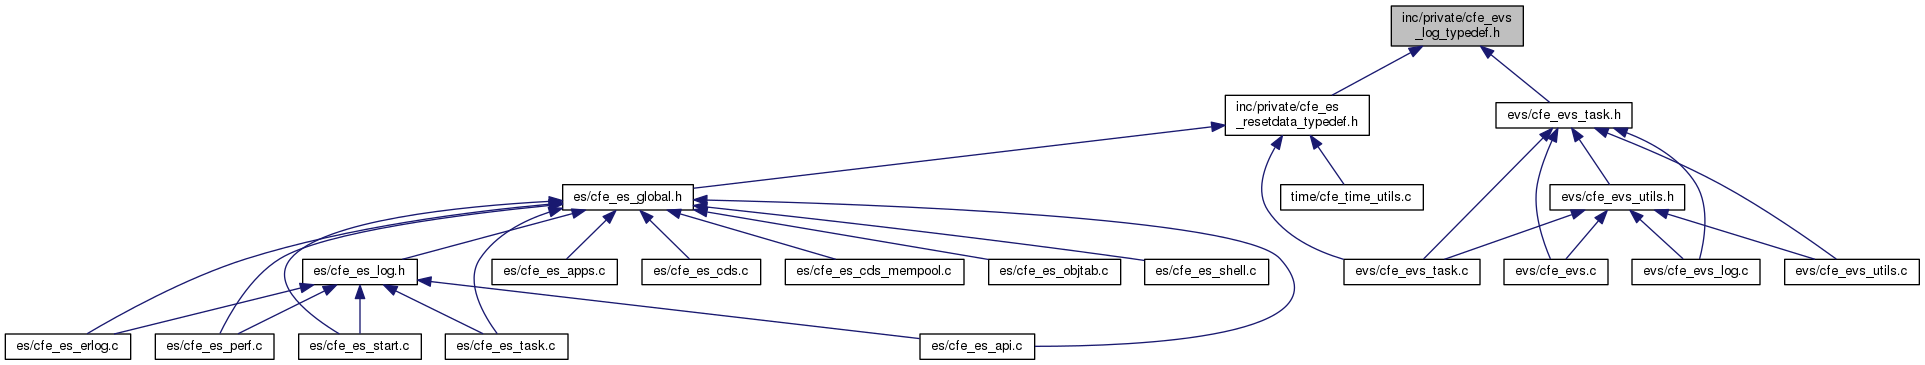 inc/private/cfe_evs
_log_typedef.h
inc/private/cfe_es
_resetdata_typedef.h
evs/cfe_evs_task.h
es/cfe_es_global.h
time/cfe_time_utils.c
evs/cfe_evs_utils.h
es/cfe_es_log.h
es/cfe_es_apps.c
es/cfe_es_cds.c
es/cfe_es_cds_mempool.c
es/cfe_es_objtab.c
es/cfe_es_shell.c
evs/cfe_evs_task.c
evs/cfe_evs.c
evs/cfe_evs_log.c
evs/cfe_evs_utils.c
es/cfe_es_erlog.c
es/cfe_es_perf.c
es/cfe_es_start.c
es/cfe_es_task.c
es/cfe_es_api.c